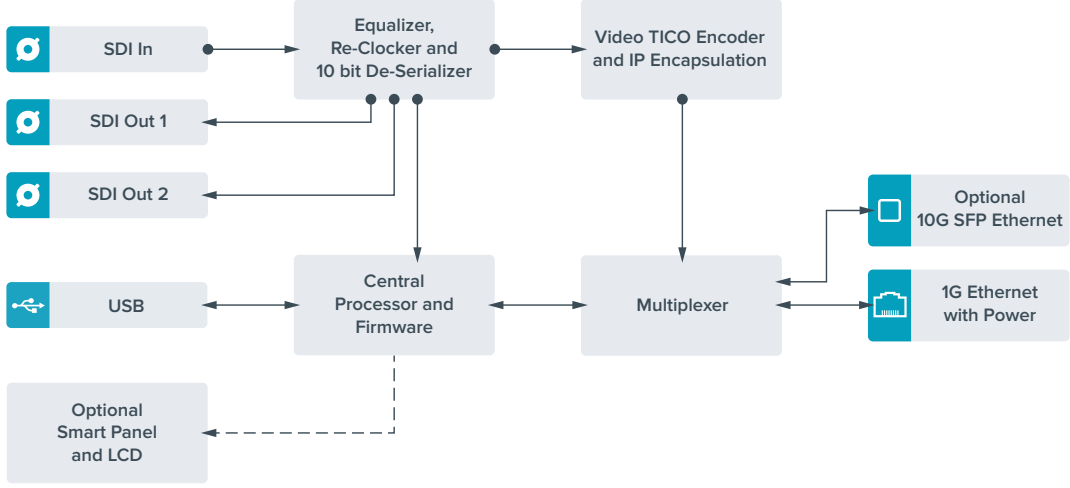 SDI In
Equalizer,
Re-Clocker and
10 bit De-Serializer
Video TICO Encoder
and IP Encapsulation
SDI Out 1
SDI Out 2
Optional
10G SFP Ethernet
USB
Central
Processor and
Firmware
Multiplexer
1G Ethernet
with Power
Optional
Smart Panel
and LCD